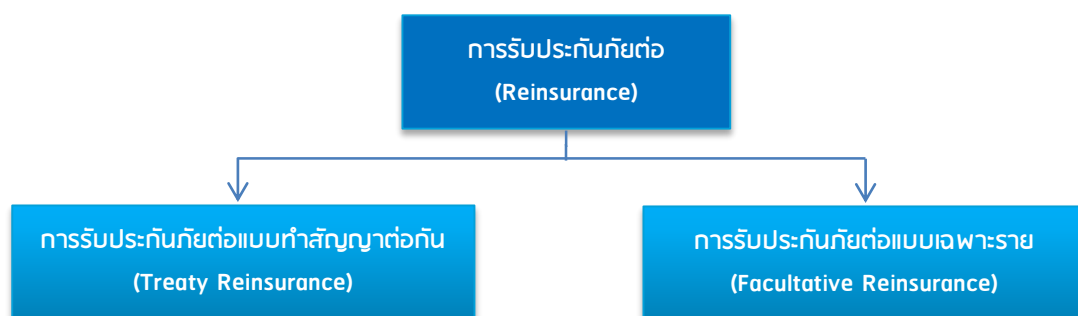 การรับประกันภัยต่อ
(Reinsurance)
การรับประกันภัยต่อแบบทำสัญญาต่อกัน
(Treaty Reinsurance)
การรับประกันภัยต่อแบบเฉพาะราย
(Facultative Reinsurance)